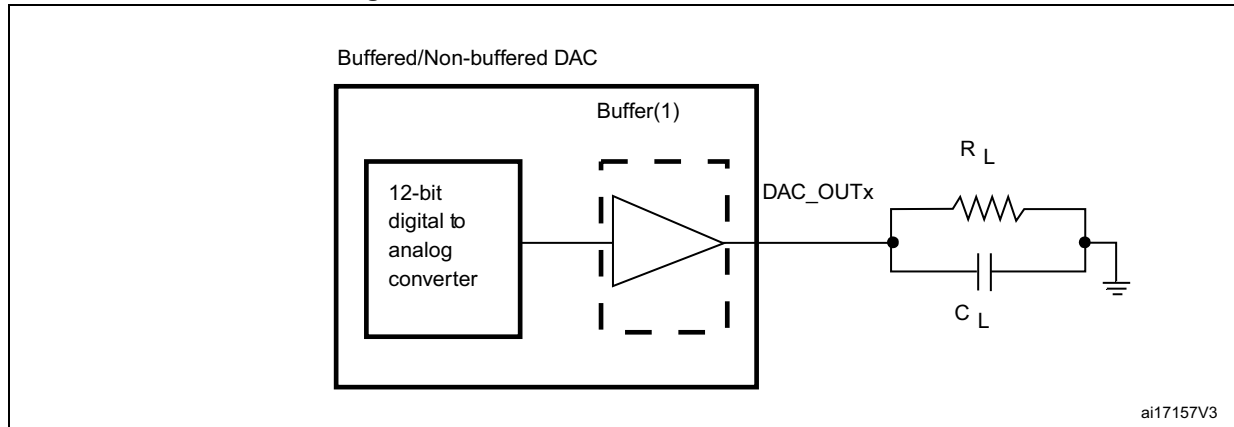 Buffered/Non-buffered DAC
Buffer(1)
12-bit
digital to
analog
converter
DAC_OUTx
R L
C L
ai17157V3